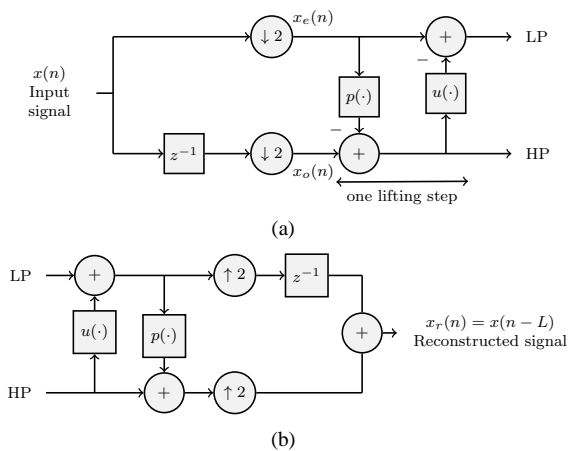 x_e(n)
↓ 2
+
LP
−
x(n)
Input
signal
p(·)
u(·)
−
z⁻¹
↓ 2
+
HP
x_o(n)
one lifting step
(a)
LP
+
↑ 2
z⁻¹
u(·)
p(·)
+
x_r(n) = x(n − L)
Reconstructed signal
HP
+
↑ 2
(b)